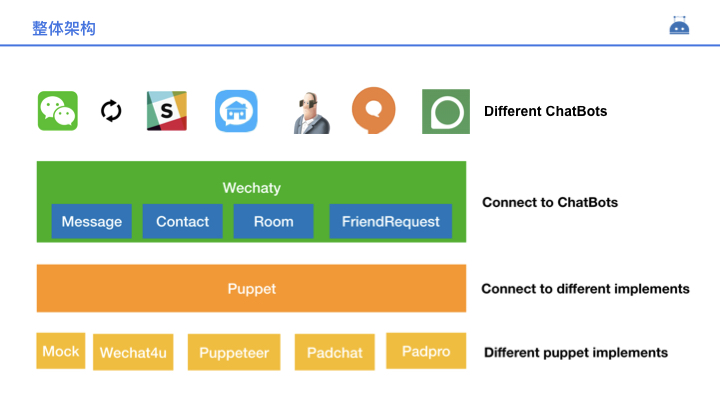 整体架构
S
Different ChatBots
Wechaty
Connect to ChatBots
Message Contact Room FriendRequest
Puppet
Connect to different implements
Mock Wechat4u Puppeteer Padchat Padpro
Different puppet implements